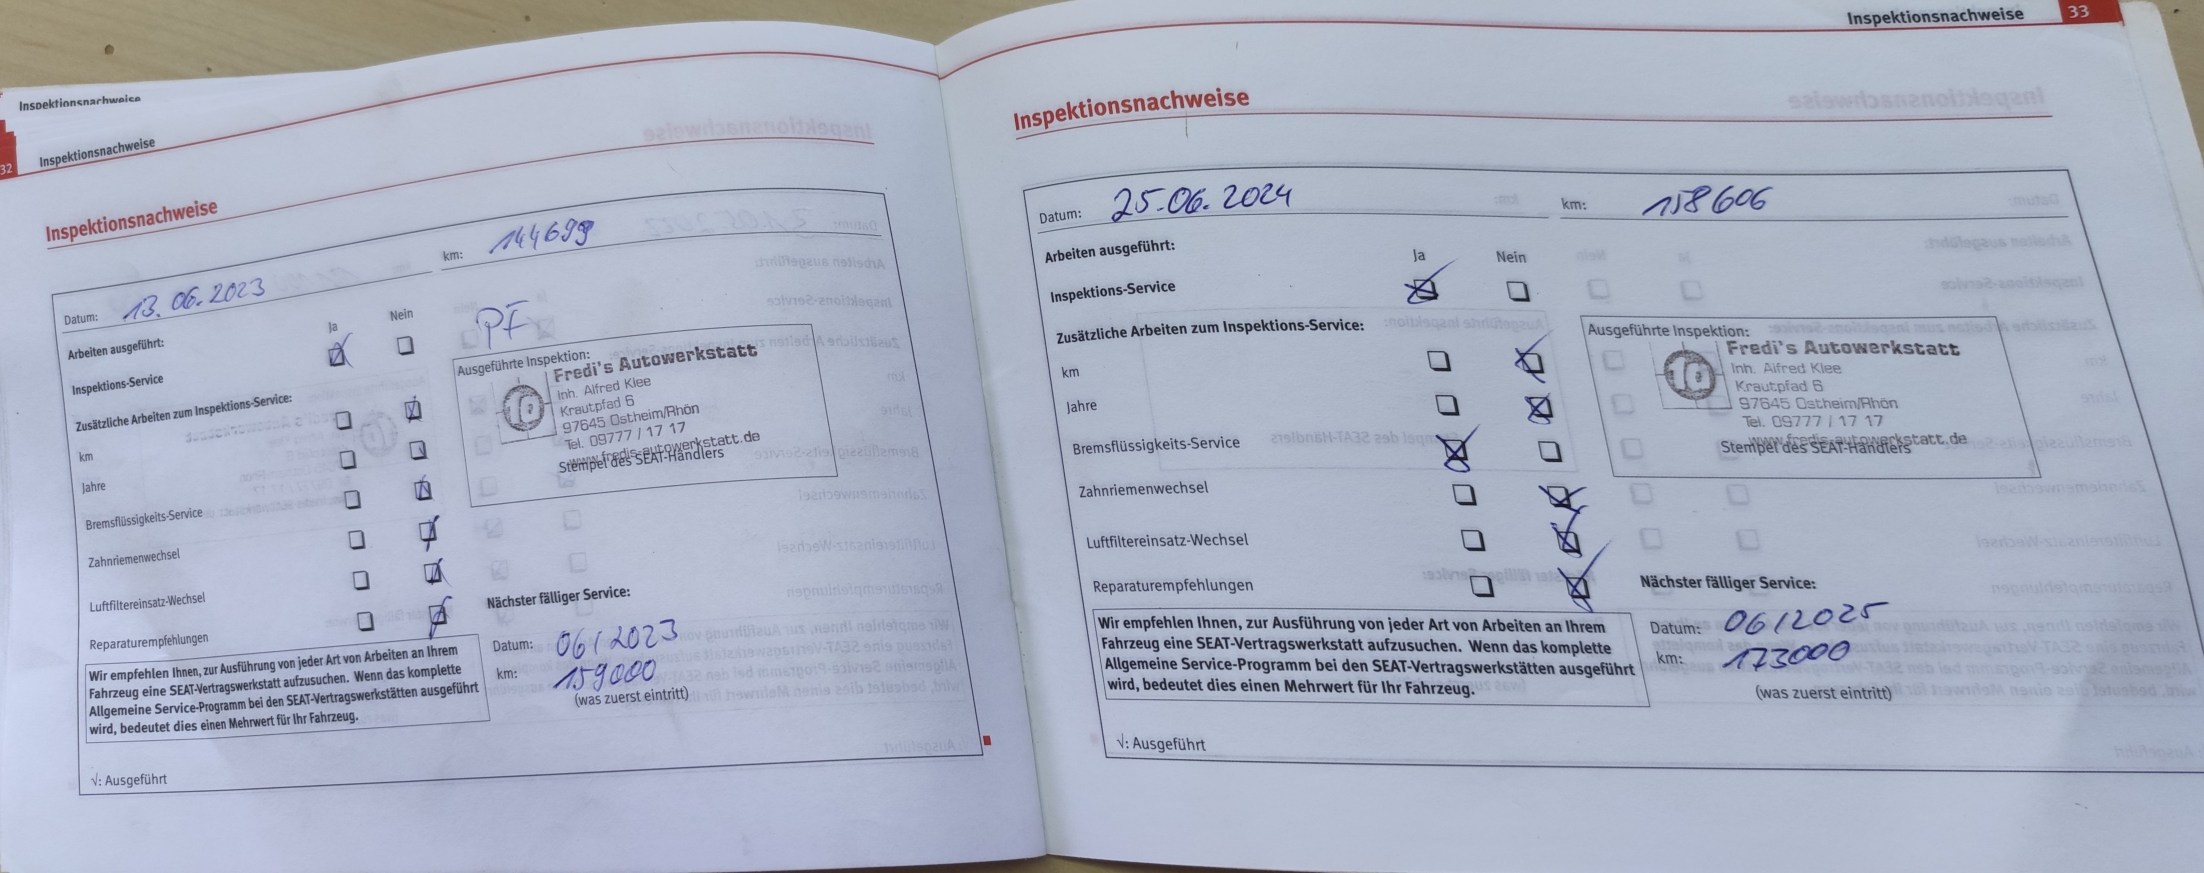 Inspektionsnachweise
32
Inspektionsnachweise
Inspektionsnachweise
Datum: 13.06.2023 km: 144699
Arbeiten ausgeführt: Ja Nein
PF
Inspektions-Service
Zusätzliche Arbeiten zum Inspektions-Service:
km
Jahre
Bremsflüssigkeits-Service
Zahnriemenwechsel
Luftfiltereinsatz-Wechsel
Reparaturempfehlungen
Ausgeführte Inspektion:
Fredi's Autowerkstatt
Inh. Alfred Klee
Krautpfad 6
97645 Ostheim/Rhön
Tel. 09777 / 17 17
www.fredis-autowerkstatt.de
Stempel des SEAT-Händlers
Nächster fälliger Service:
Datum: 06/2023
km: 159000
(was zuerst eintritt)
Wir empfehlen Ihnen, zur Ausführung von jeder Art von Arbeiten an Ihrem
Fahrzeug eine SEAT-Vertragswerkstatt aufzusuchen. Wenn das komplette
Allgemeine Service-Programm bei den SEAT-Vertragswerkstätten ausgeführt
wird, bedeutet dies einen Mehrwert für Ihr Fahrzeug.
√: Ausgeführt
Inspektionsnachweise 33
Inspektionsnachweise
Datum: 25.06.2024 km: 158606
Arbeiten ausgeführt: Ja Nein
Inspektions-Service
Zusätzliche Arbeiten zum Inspektions-Service:
km
Jahre
Bremsflüssigkeits-Service
Zahnriemenwechsel
Luftfiltereinsatz-Wechsel
Reparaturempfehlungen
Ausgeführte Inspektion:
Fredi's Autowerkstatt
Inh. Alfred Klee
Krautpfad 6
97645 Ostheim/Rhön
Tel. 09777 / 17 17
www.fredis-autowerkstatt.de
Stempel des SEAT-Händlers
Nächster fälliger Service:
Datum: 06/2025
km: 173000
(was zuerst eintritt)
Wir empfehlen Ihnen, zur Ausführung von jeder Art von Arbeiten an Ihrem
Fahrzeug eine SEAT-Vertragswerkstatt aufzusuchen. Wenn das komplette
Allgemeine Service-Programm bei den SEAT-Vertragswerkstätten ausgeführt
wird, bedeutet dies einen Mehrwert für Ihr Fahrzeug.
√: Ausgeführt